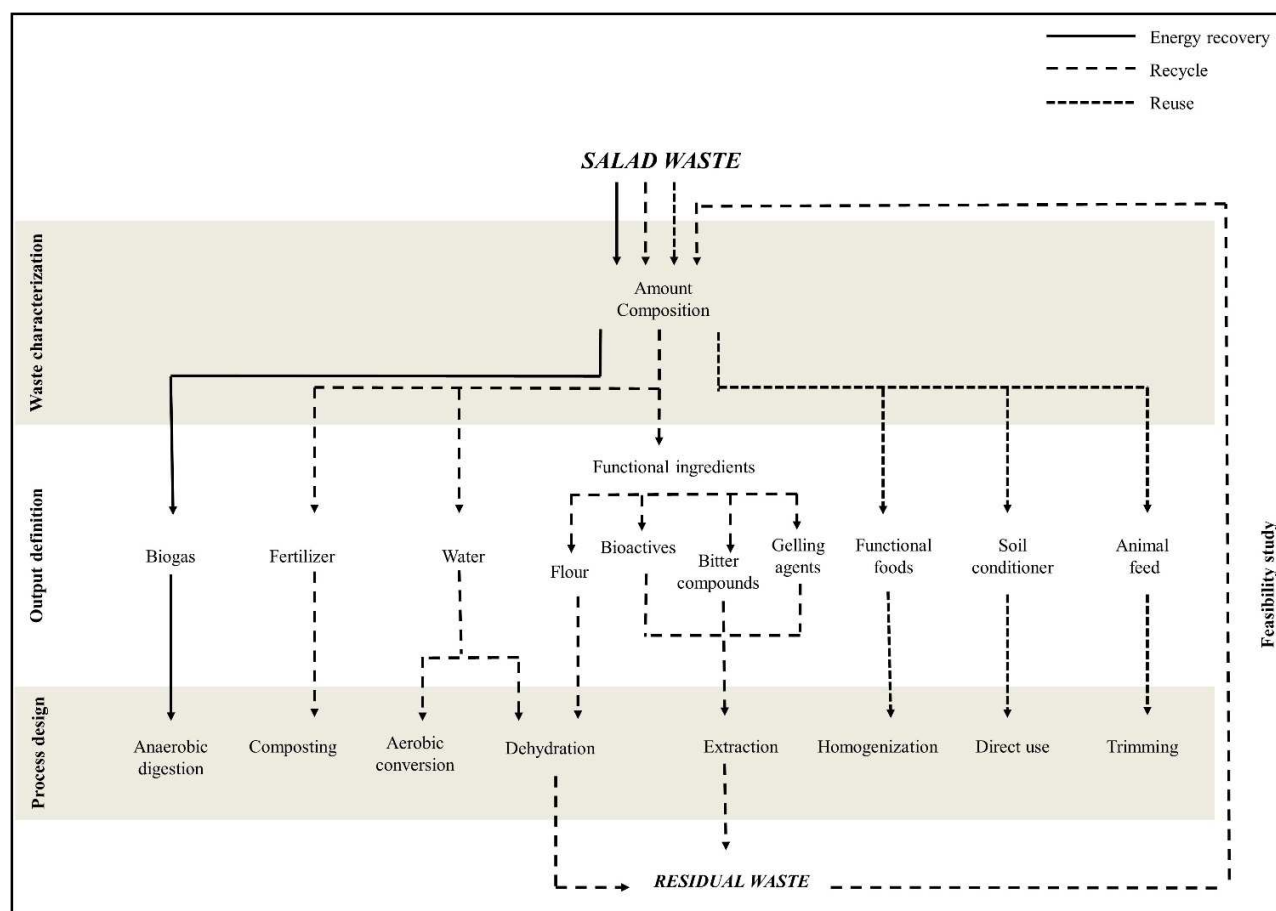 Energy recovery
Recycle
Reuse
SALAD WASTE
Waste characterization
Amount
Composition
Output definition
Functional ingredients
Biogas
Fertilizer
Water
Flour
Bioactives
Bitter
compounds
Gelling
agents
Functional
foods
Soil
conditioner
Animal
feed
Feasibility study
Process design
Anaerobic
digestion
Composting
Aerobic
conversion
Dehydration
Extraction
Homogenization
Direct use
Trimming
RESIDUAL WASTE